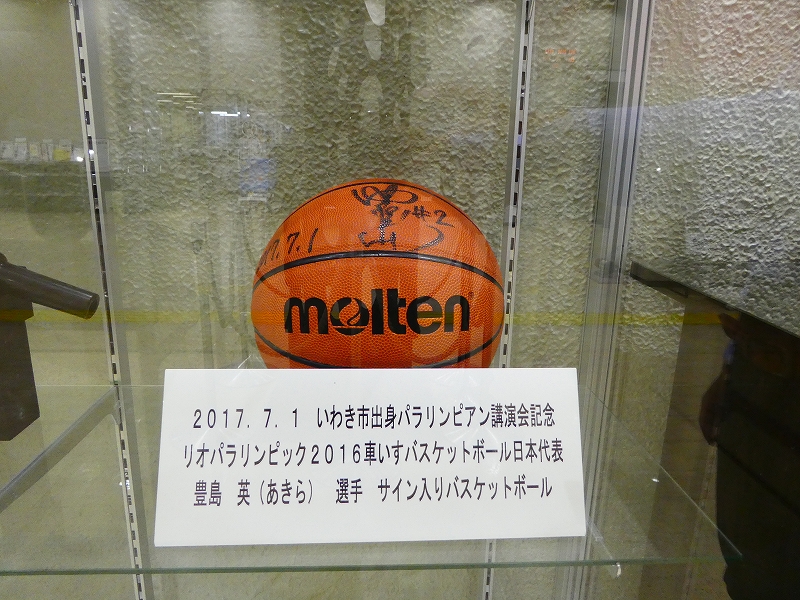 7.7.1
#2
molten
2017.7.1 いわき市出身パラリンピアン講演会記念
リオパラリンピック2016車いすバスケットボール日本代表
豊島 英(あきら) 選手 サイン入りバスケットボール